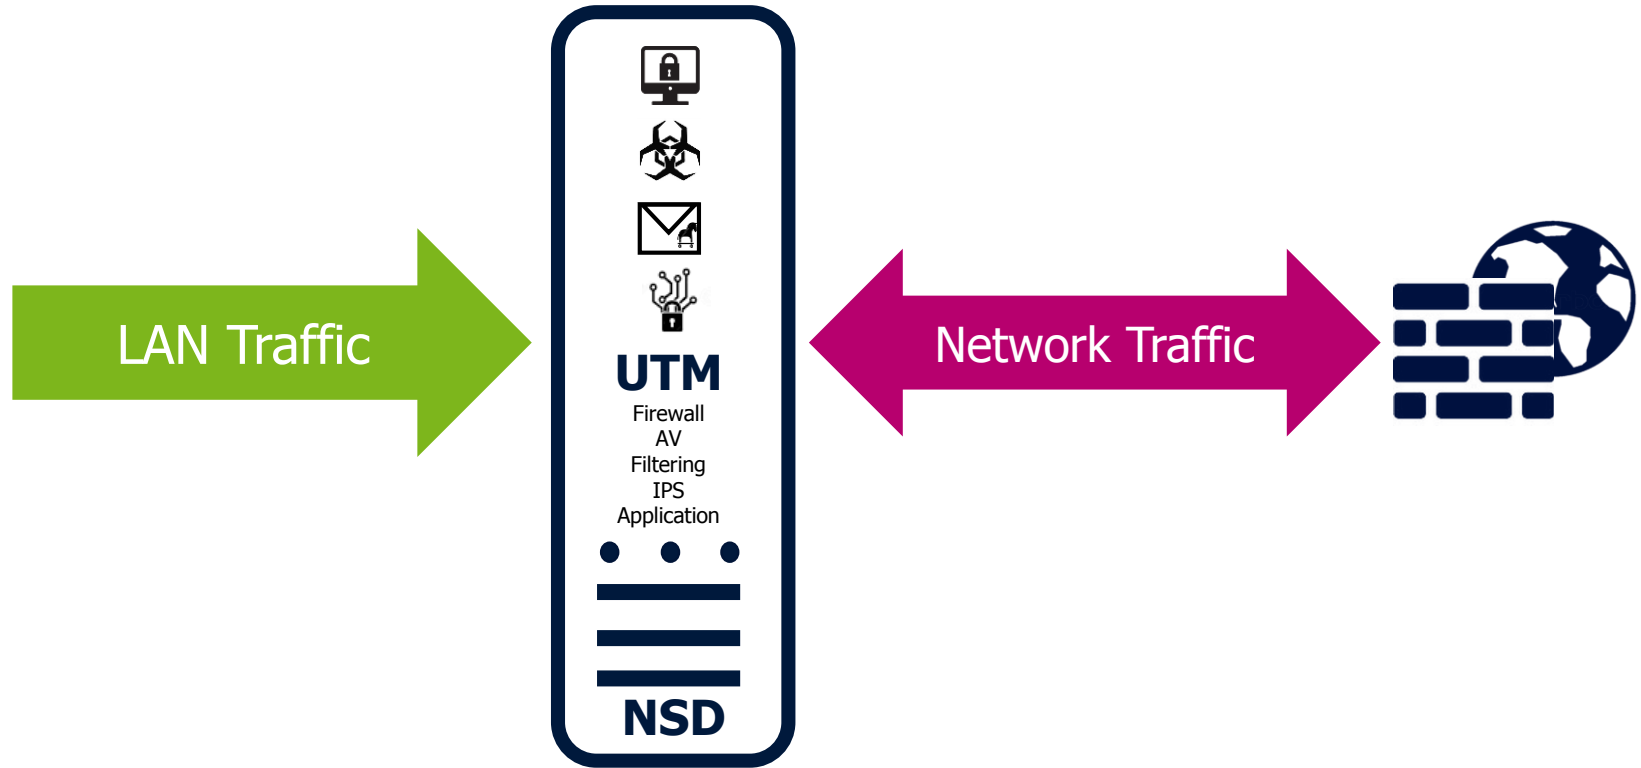 LAN Traffic
UTM
Firewall
AV
Filtering
IPS
Application
NSD
Network Traffic